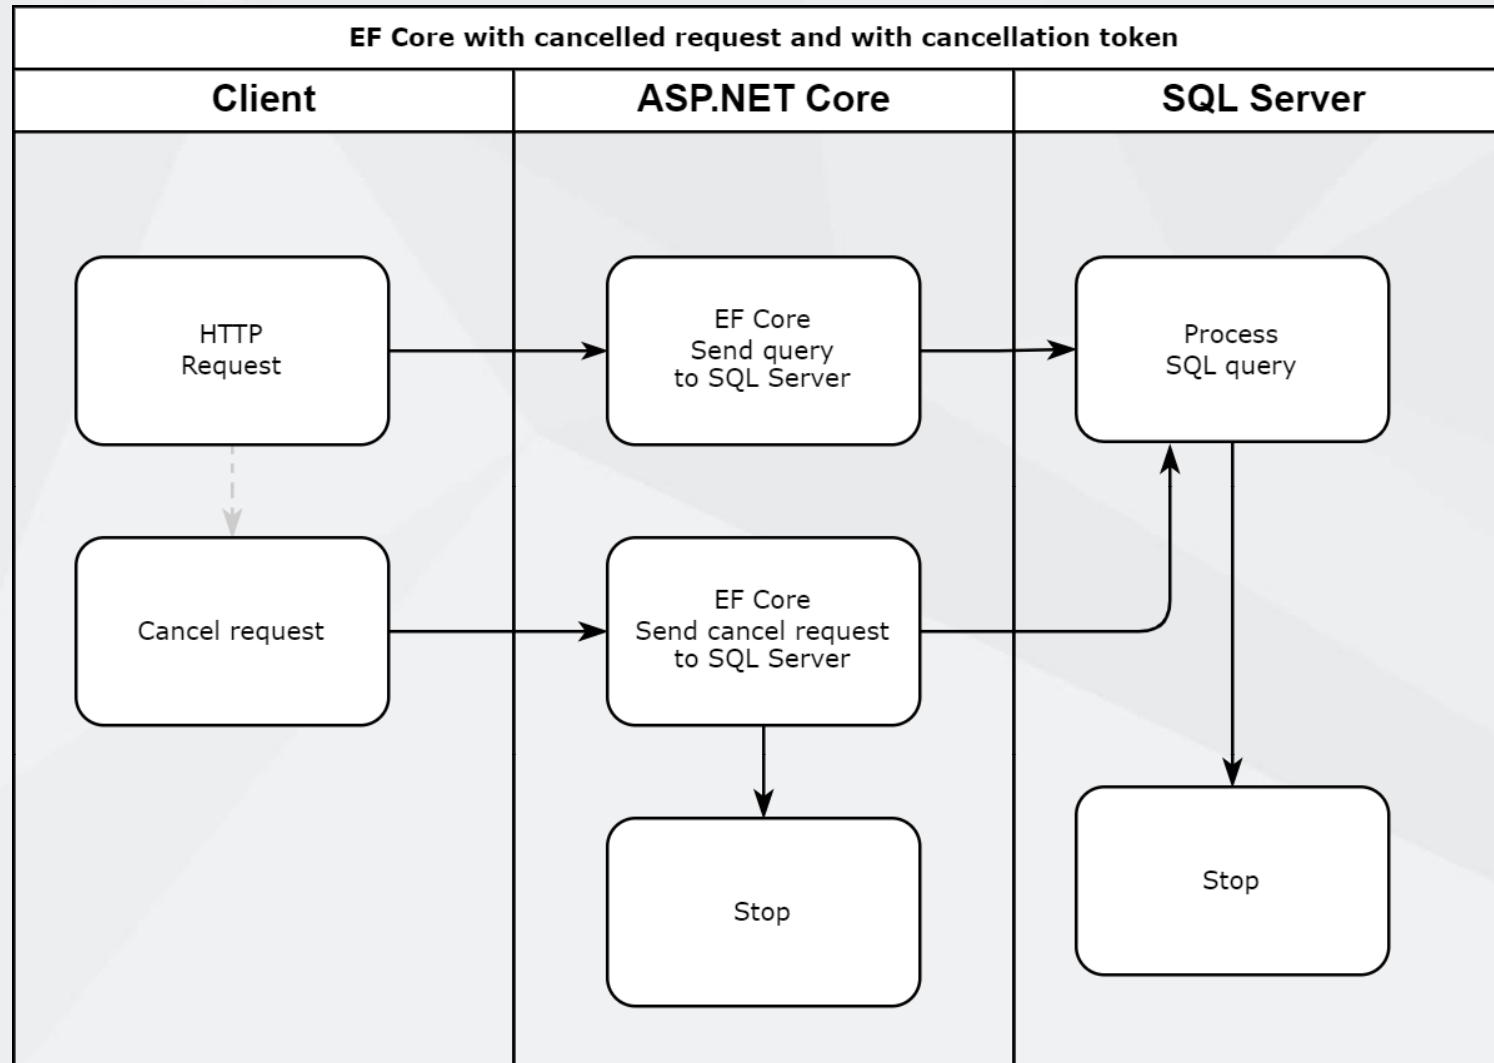 EF Core with cancelled request and with cancellation token
Client
ASP.NET Core
SQL Server
HTTP
Request
EF Core
Send query
to SQL Server
Process
SQL query
Cancel request
EF Core
Send cancel request
to SQL Server
Stop
Stop